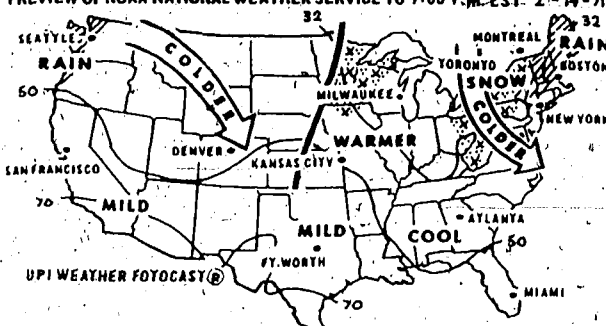 PREVIEW OF NOAA NATIONAL WEATHER SERVICE TO 7:00 P.M. EST 2-14-
32
32
SEATTLE
MONTREAL
RAIN
COLDER
TORONTO
BOSTON
RAIN
SNOW
50
MILWAUKEE
NEW YORK
COLDER
DENVER
WARMER
KANSAS CITY
SAN FRANCISCO
70
MILD
MILD
COOL
ATLANTA
50
UPI WEATHER FOTOCAST ®
FT. WORTH
70
MIAMI